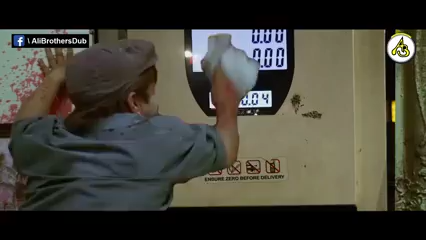 f \ AliBrothersDub
0.00
0.00
0.04
ENSURE ZERO BEFORE DELIVERY